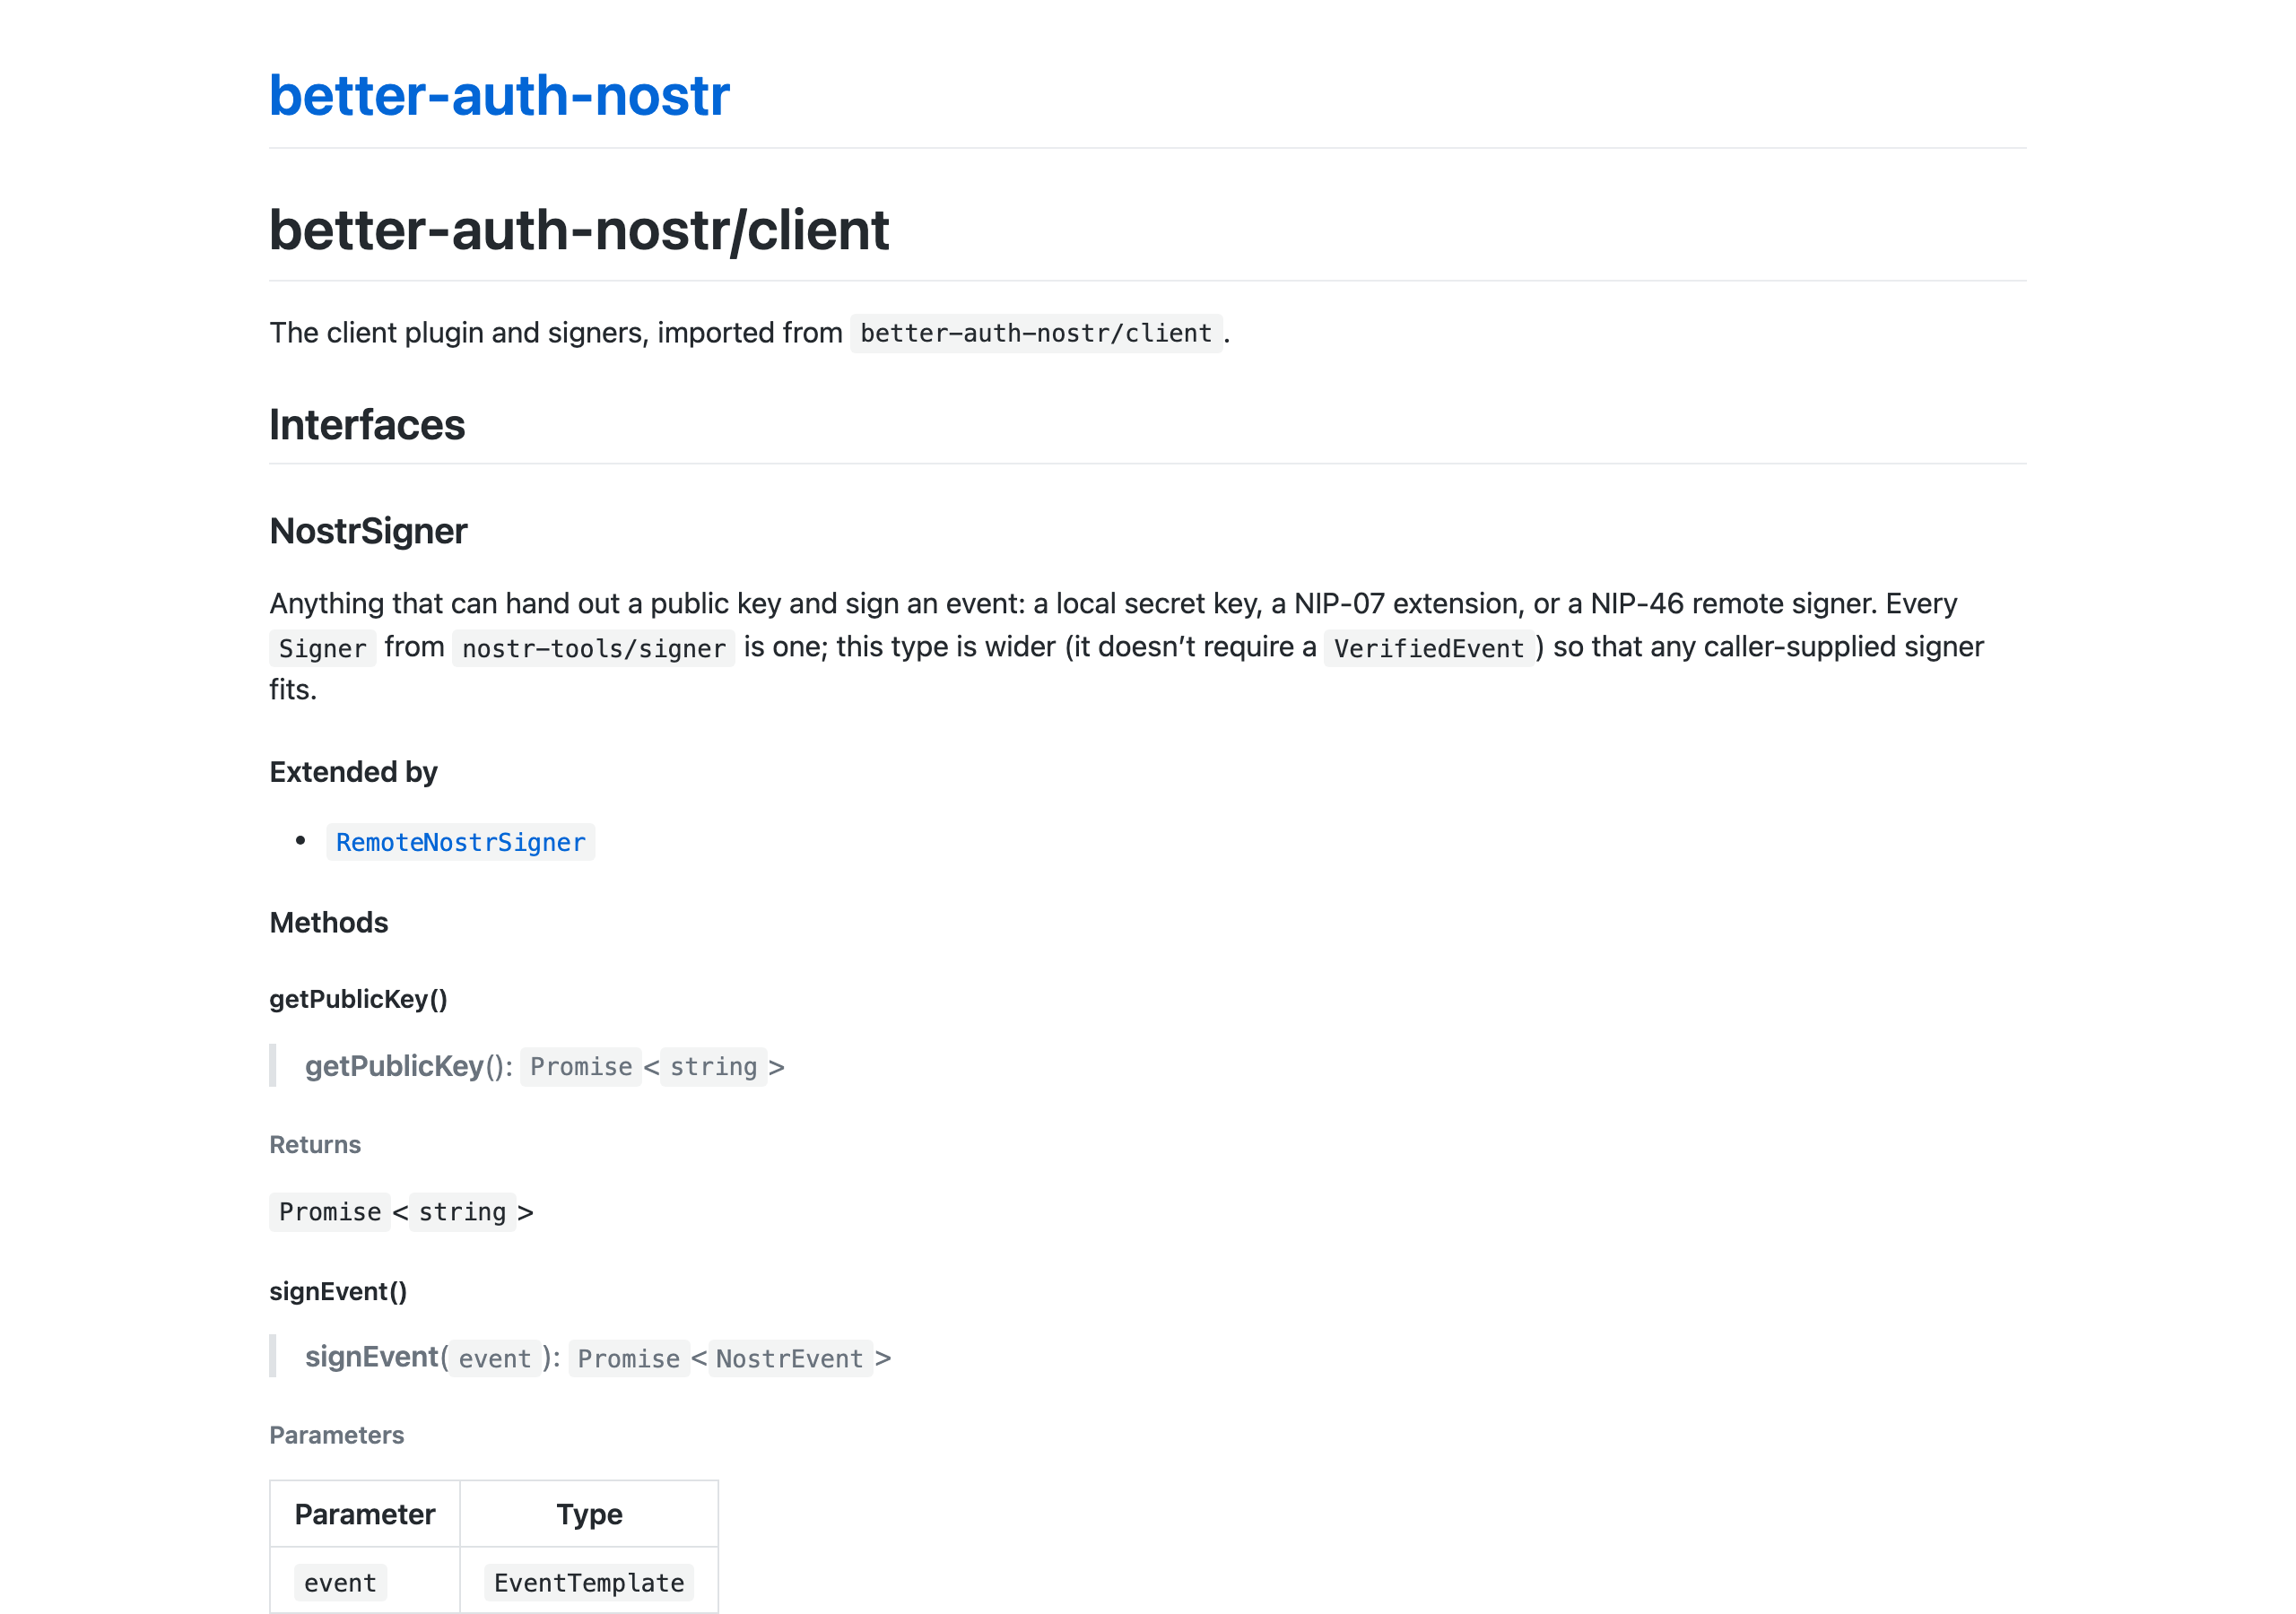 better-auth-nostr
better-auth-nostr/client
The client plugin and signers, imported from better-auth-nostr/client.
Interfaces
NostrSigner
Anything that can hand out a public key and sign an event: a local secret key, a NIP-07 extension, or a NIP-46 remote signer. Every
Signer from nostr-tools/signer is one; this type is wider (it doesn’t require a VerifiedEvent) so that any caller-supplied signer
fits.
Extended by
• RemoteNostrSigner
Methods
getPublicKey()
getPublicKey(): Promise<string>
Returns
Promise<string>
signEvent()
signEvent(event): Promise<NostrEvent>
Parameters
Parameter Type
event EventTemplate